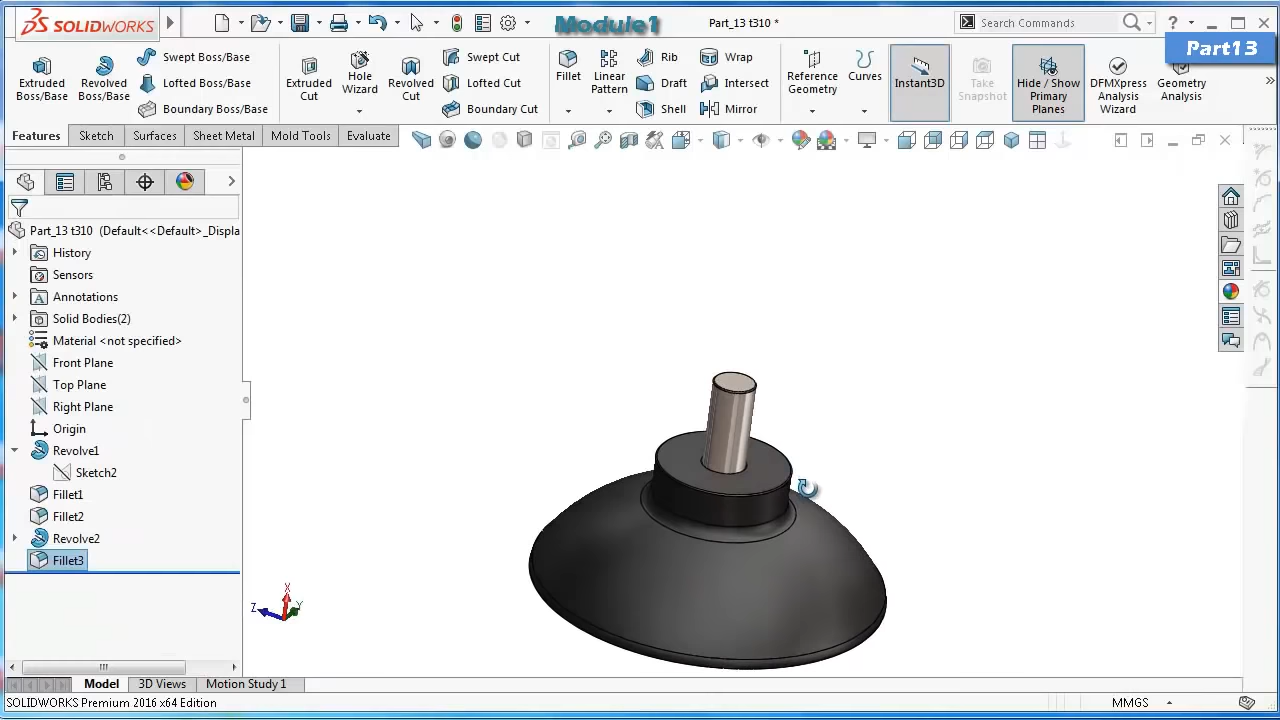 SOLIDWORKS
Module1
Part_13 t310 *
Search Commands
?
Part13
Extruded Boss/Base
Revolved Boss/Base
Swept Boss/Base
Lofted Boss/Base
Boundary Boss/Base
Extruded Cut
Hole Wizard
Revolved Cut
Swept Cut
Lofted Cut
Boundary Cut
Fillet
Linear Pattern
Rib
Draft
Shell
Wrap
Intersect
Mirror
Reference Geometry
Curves
Instant3D
Take Snapshot
Hide / Show Primary Planes
DFMXpress Analysis Wizard
Geometry Analysis
Features
Sketch
Surfaces
Sheet Metal
Mold Tools
Evaluate
Part_13 t310 (Default<<Default>_Displa
History
Sensors
Annotations
Solid Bodies(2)
Material <not specified>
Front Plane
Top Plane
Right Plane
Origin
Revolve1
Sketch2
Fillet1
Fillet2
Revolve2
Fillet3
X
Z
Y
Model
3D Views
Motion Study 1
SOLIDWORKS Premium 2016 x64 Edition
MMGS